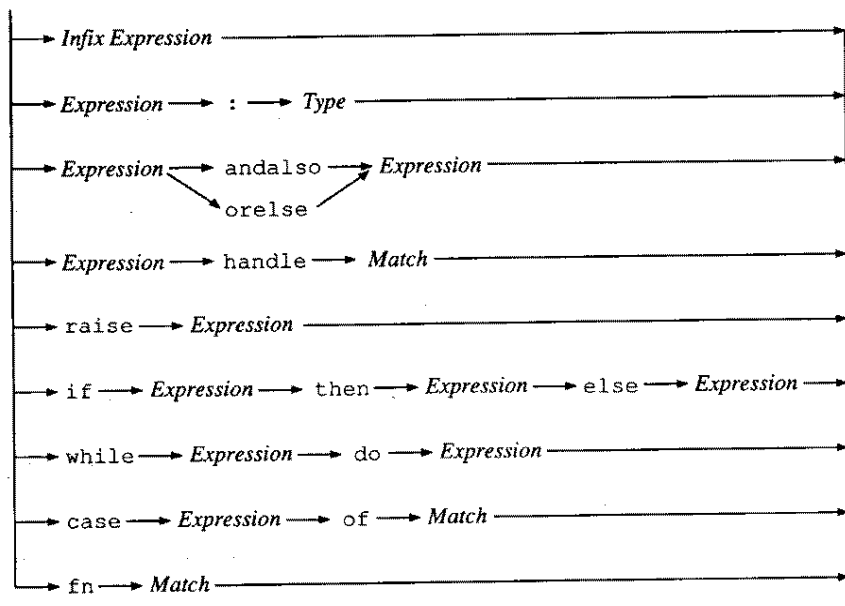 Infix Expression
Expression : Type
Expression andalso Expression
orelse
Expression handle Match
raise Expression
if Expression then Expression else Expression
while Expression do Expression
case Expression of Match
fn Match